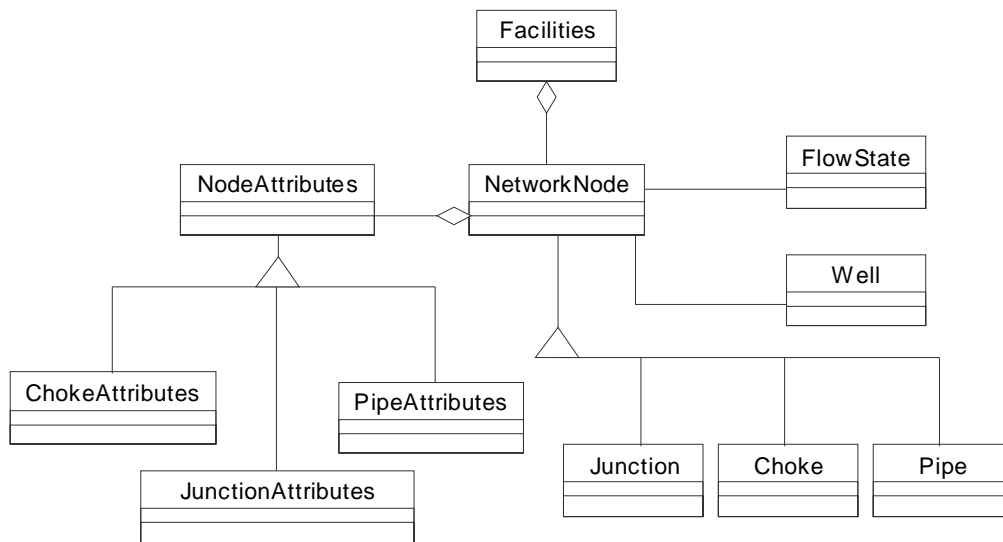 Facilities
FlowState
NodeAttributes
NetworkNode
Well
ChokeAttributes
PipeAttributes
Junction
Choke
Pipe
JunctionAttributes